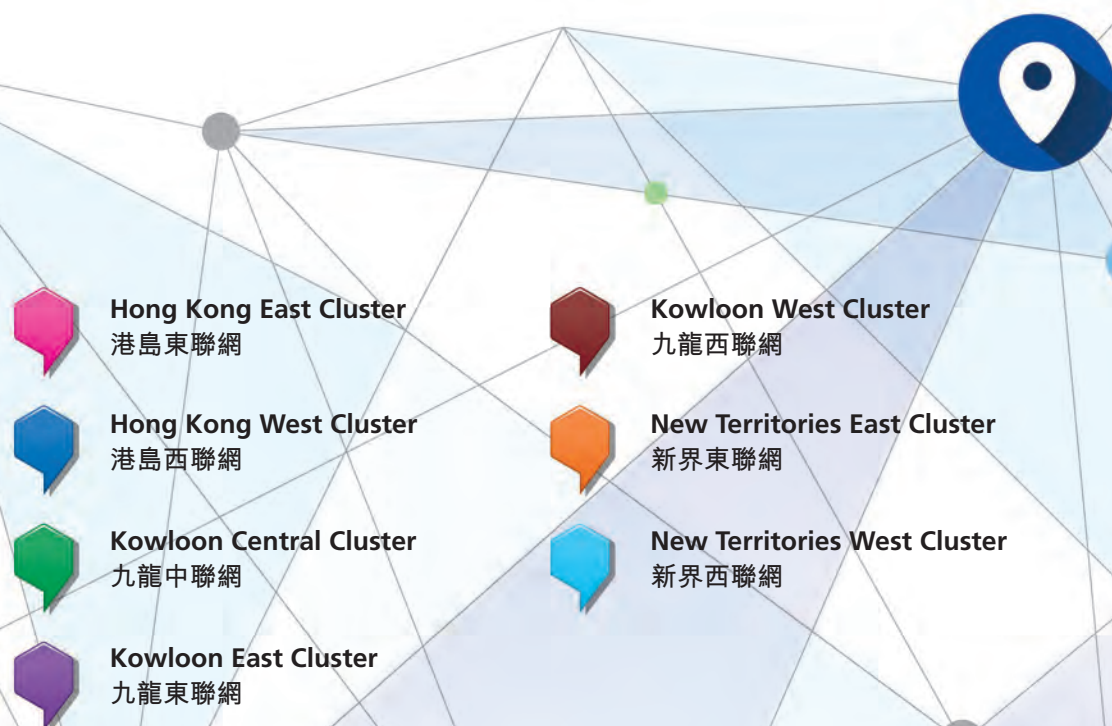 Hong Kong East Cluster
港島東聯網
Hong Kong West Cluster
港島西聯網
Kowloon Central Cluster
九龍中聯網
Kowloon East Cluster
九龍東聯網
Kowloon West Cluster
九龍西聯網
New Territories East Cluster
新界東聯網
New Territories West Cluster
新界西聯網